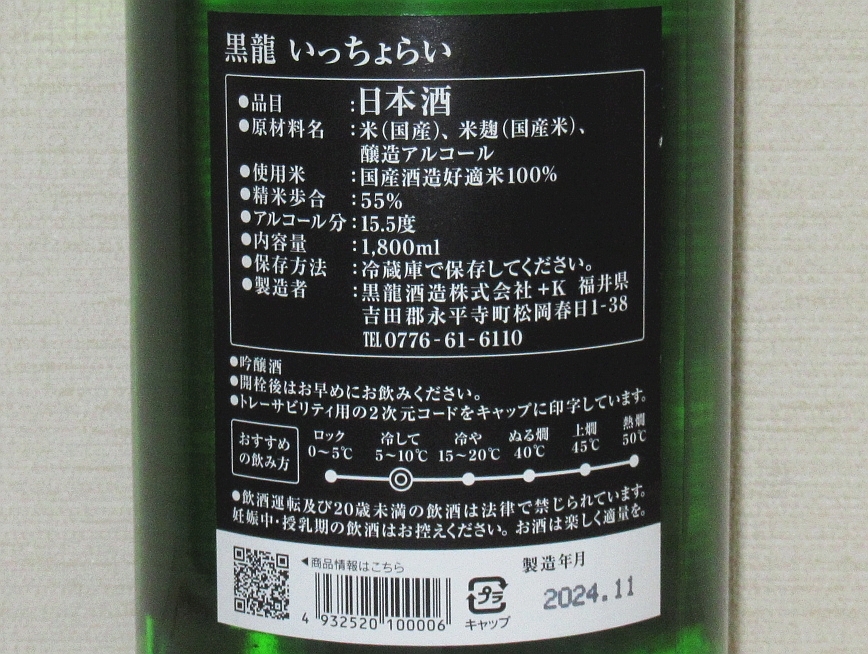 黒龍 いっちょらい
●品目 :日本酒
●原材料名 :米(国産)、米麹(国産米)、
醸造アルコール
●使用米 :国産酒造好適米100%
●精米歩合 :55%
●アルコール分:15.5度
●内容量 :1,800ml
●保存方法 :冷蔵庫で保存してください。
●製造者 :黒龍酒造株式会社+K 福井県
吉田郡永平寺町松岡春日1-38
TEL0776-61-6110
●吟醸酒
●開栓後はお早めにお飲みください。
●トレーサビリティ用の2次元コードをキャップに印字しています。
おすすめ
の飲み方
ロック 冷して 冷や ぬる燗 上燗 熱燗
0~5℃ 5~10℃ 15~20℃ 40℃ 45℃ 50℃
●飲酒運転及び20歳未満の飲酒は法律で禁じられています。
妊娠中・授乳期の飲酒はお控えください。お酒は楽しく適量を。
◀商品情報はこちら
製造年月
2024.11
プラ
キャップ
4 932520 100006